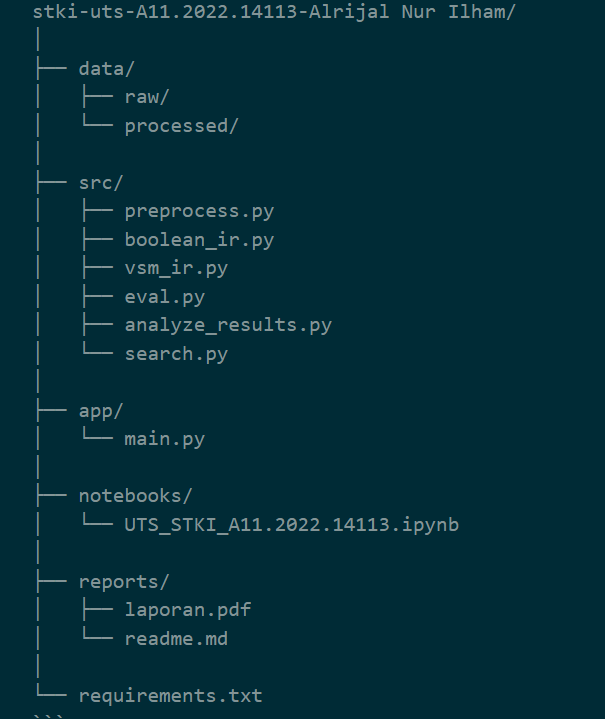 stki-uts-A11.2022.14113-Alrijal Nur Ilham/
│
├── data/
│   ├── raw/
│   └── processed/
│
├── src/
│   ├── preprocess.py
│   ├── boolean_ir.py
│   ├── vsm_ir.py
│   ├── eval.py
│   ├── analyze_results.py
│   └── search.py
│
├── app/
│   └── main.py
│
├── notebooks/
│   └── UTS_STKI_A11.2022.14113.ipynb
│
├── reports/
│   ├── laporan.pdf
│   └── readme.md
│
└── requirements.txt
```